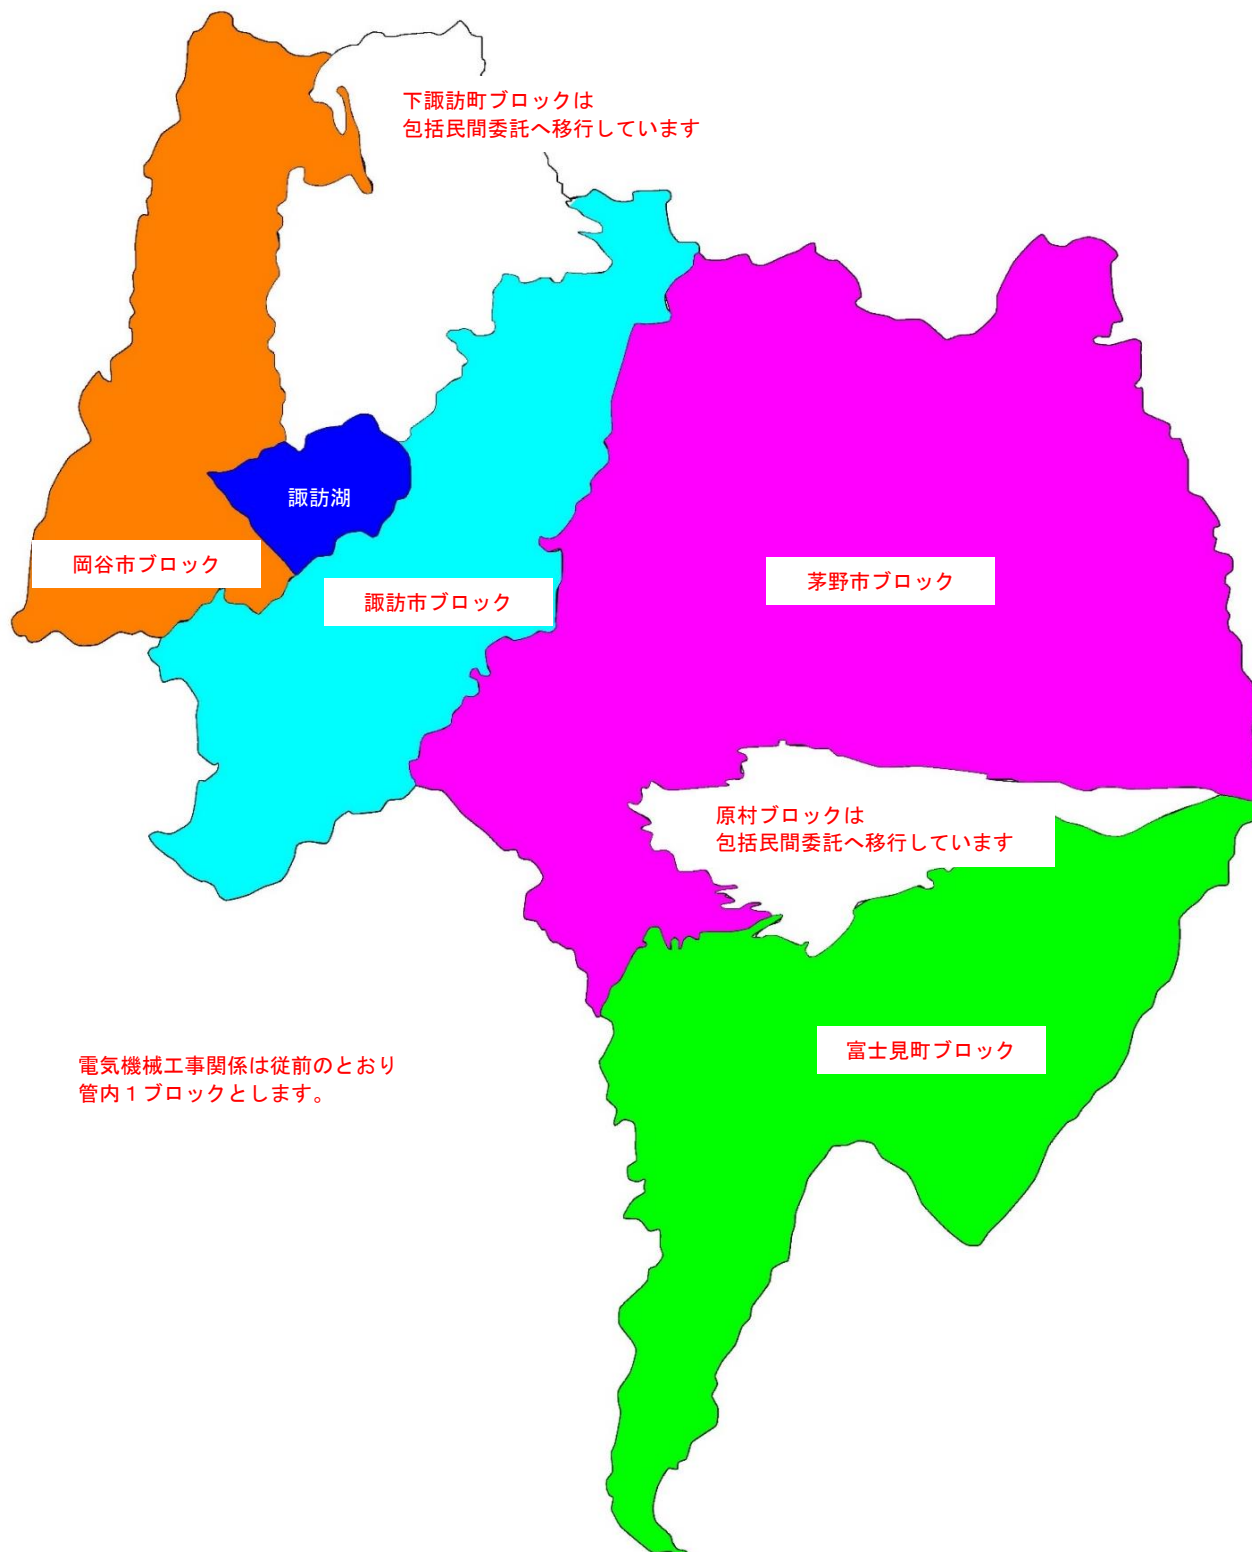 下諏訪町ブロックは
包括民間委託へ移行しています
諏訪湖
岡谷市ブロック
諏訪市ブロック
茅野市ブロック
原村ブロックは
包括民間委託へ移行しています
富士見町ブロック
電気機械工事関係は従前のとおり
管内１ブロックとします。